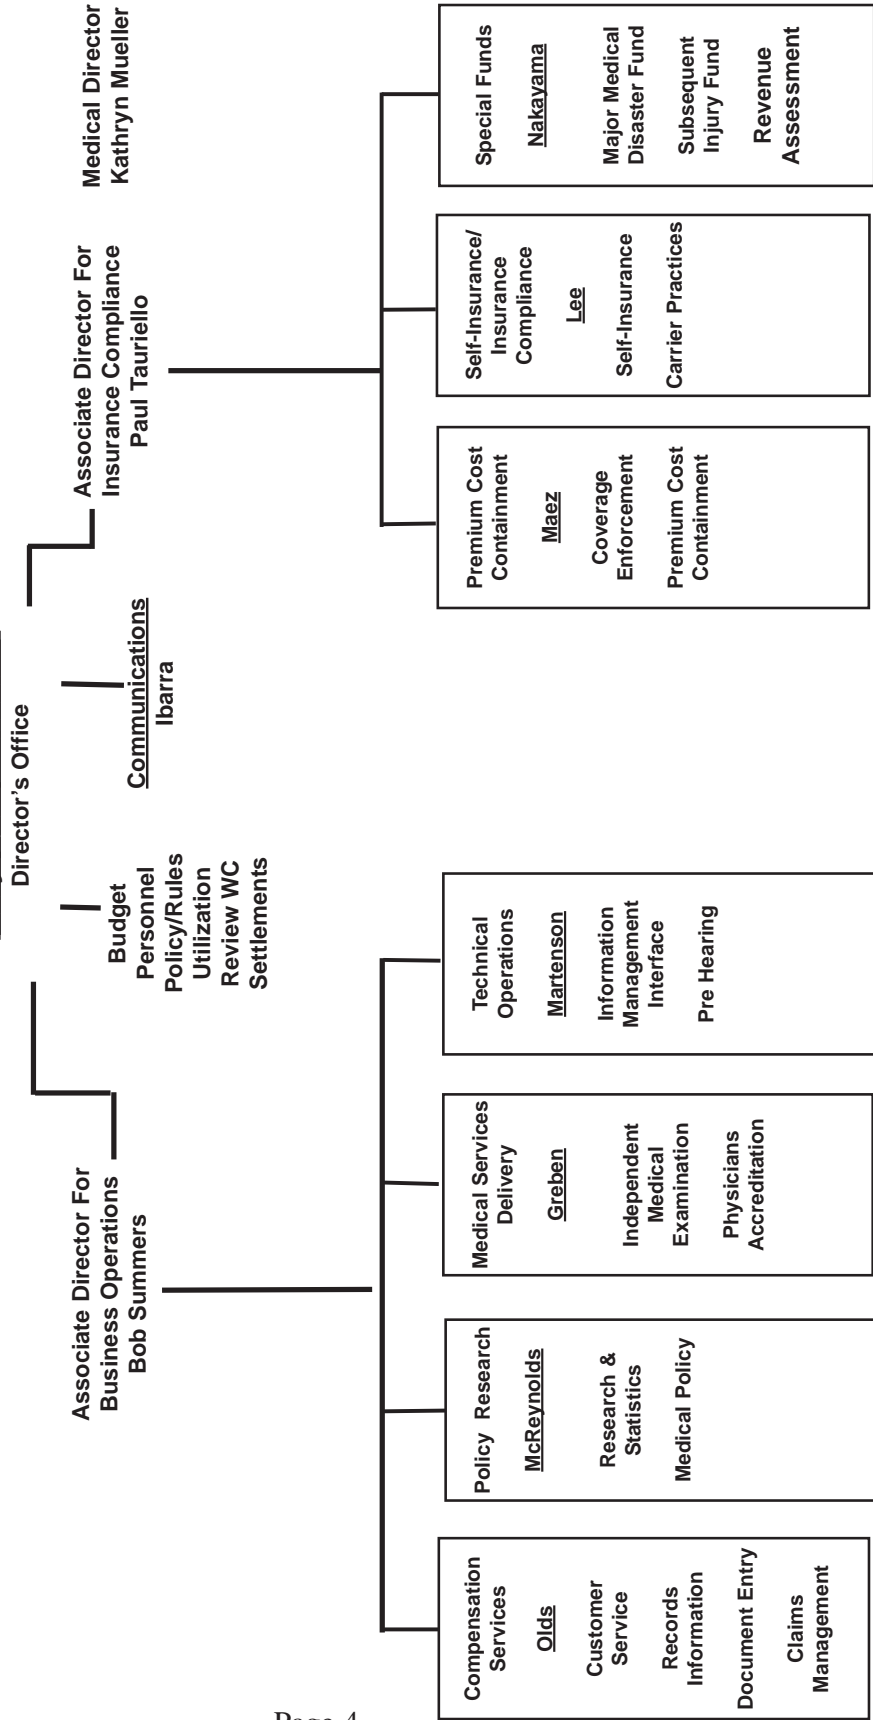 Director's Office
Associate Director For
Business Operations
Bob Summers
Budget
Personnel
Policy/Rules
Utilization
Review WC
Settlements
Communications
Ibarra
Associate Director For
Insurance Compliance
Paul Tauriello
Medical Director
Kathryn Mueller
Compensation
Services
Olds
Customer
Service
Records
Information
Document Entry
Claims
Management
Policy Research
McReynolds
Research &
Statistics
Medical Policy
Medical Services
Delivery
Greben
Independent
Medical
Examination
Physicians
Accreditation
Technical
Operations
Martenson
Information
Management
Interface
Pre Hearing
Premium Cost
Containment
Maez
Coverage
Enforcement
Premium Cost
Containment
Self-Insurance/
Insurance
Compliance
Lee
Self-Insurance
Carrier Practices
Special Funds
Nakayama
Major Medical
Disaster Fund
Subsequent
Injury Fund
Revenue
Assessment
Page 4